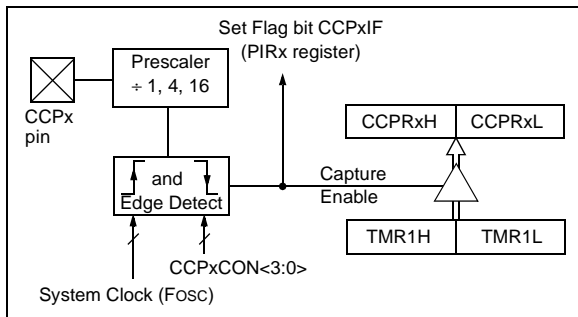 Set Flag bit CCPxIF
(PIRx register)
Prescaler
÷ 1, 4, 16
CCPx
pin
CCPRxH
CCPRxL
and
Edge Detect
Capture
Enable
TMR1H
TMR1L
CCPxCON<3:0>
System Clock (FOSC)